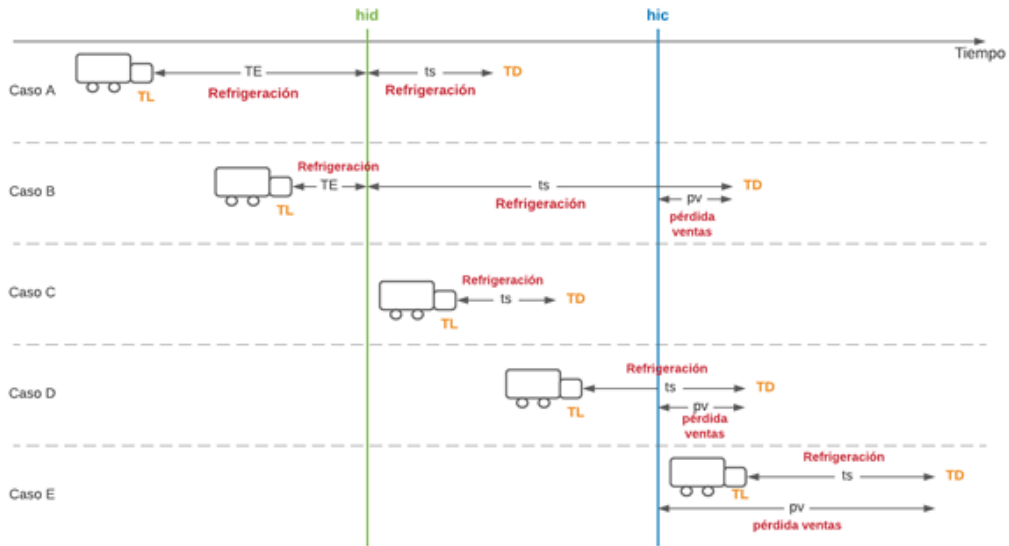 hid
hic
Tiempo
Caso A
TE
ts
TD
TL
Refrigeración
Refrigeración
Caso B
Refrigeración
TE
ts
TD
TL
Refrigeración
pv
pérdida
ventas
Caso C
Refrigeración
ts
TD
TL
Caso D
Refrigeración
ts
TD
TL
pv
pérdida
ventas
Caso E
Refrigeración
ts
TD
TL
pv
pérdida ventas